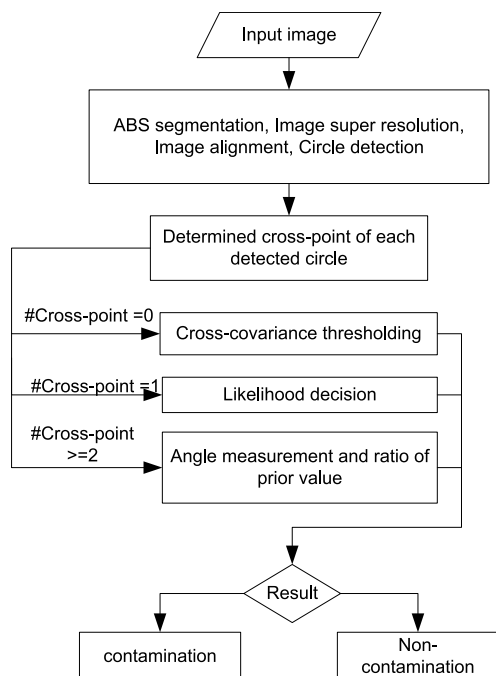 Input image
ABS segmentation, Image super resolution,
Image alignment, Circle detection
Determined cross-point of each
detected circle
#Cross-point =0
Cross-covariance thresholding
#Cross-point =1
Likelihood decision
#Cross-point
>=2
Angle measurement and ratio of
prior value
Result
contamination
Non-
contamination